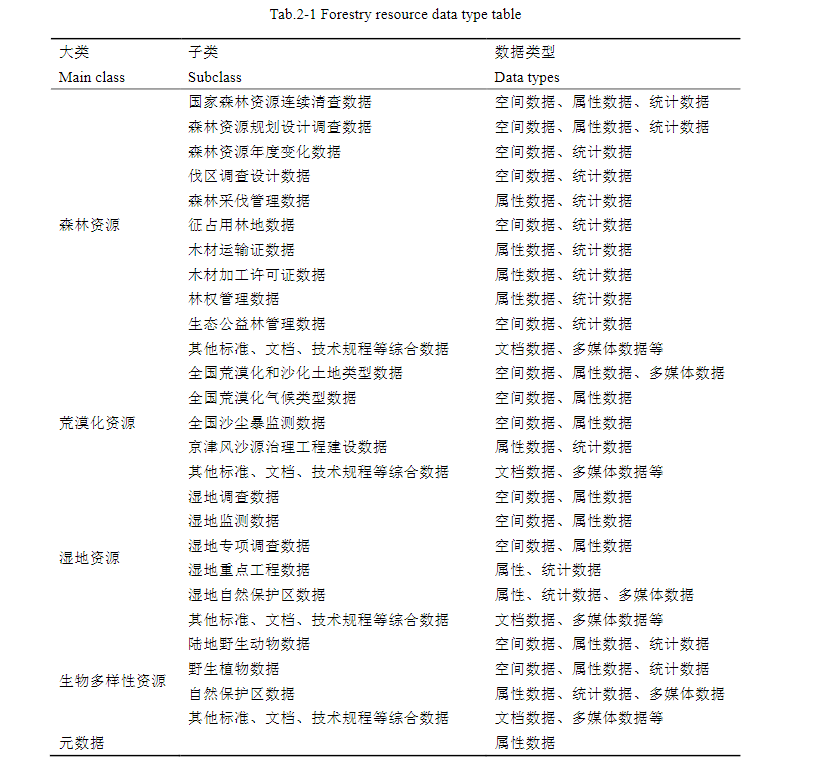 Tab.2-1 Forestry resource data type table
大类 子类 数据类型
Main class Subclass Data types
国家森林资源连续清查数据 空间数据、属性数据、统计数据
森林资源规划设计调查数据 空间数据、属性数据、统计数据
森林资源年度变化数据 空间数据、统计数据
伐区调查设计数据 空间数据、统计数据
森林采伐管理数据 属性数据、统计数据
森林资源 征占用林地数据 空间数据、统计数据
木材运输证数据 属性数据、统计数据
木材加工许可证数据 属性数据、统计数据
林权管理数据 属性数据、统计数据
生态公益林管理数据 空间数据、统计数据
其他标准、文档、技术规程等综合数据 文档数据、多媒体数据等
全国荒漠化和沙化土地类型数据 空间数据、属性数据、多媒体数据
全国荒漠化气候类型数据 空间数据、属性数据
荒漠化资源 全国沙尘暴监测数据 空间数据、属性数据
京津风沙源治理工程建设数据 属性数据、统计数据
其他标准、文档、技术规程等综合数据 文档数据、多媒体数据等
湿地调查数据 空间数据、属性数据
湿地监测数据 空间数据、属性数据
湿地专项调查数据 空间数据、属性数据
湿地资源
湿地重点工程数据 属性、统计数据
湿地自然保护区数据 属性、统计数据、多媒体数据
其他标准、文档、技术规程等综合数据 文档数据、多媒体数据等
陆地野生动物数据 空间数据、属性数据、统计数据
野生植物数据 空间数据、属性数据、统计数据
生物多样性资源
自然保护区数据 属性数据、统计数据、多媒体数据
其他标准、文档、技术规程等综合数据 文档数据、多媒体数据等
元数据 属性数据